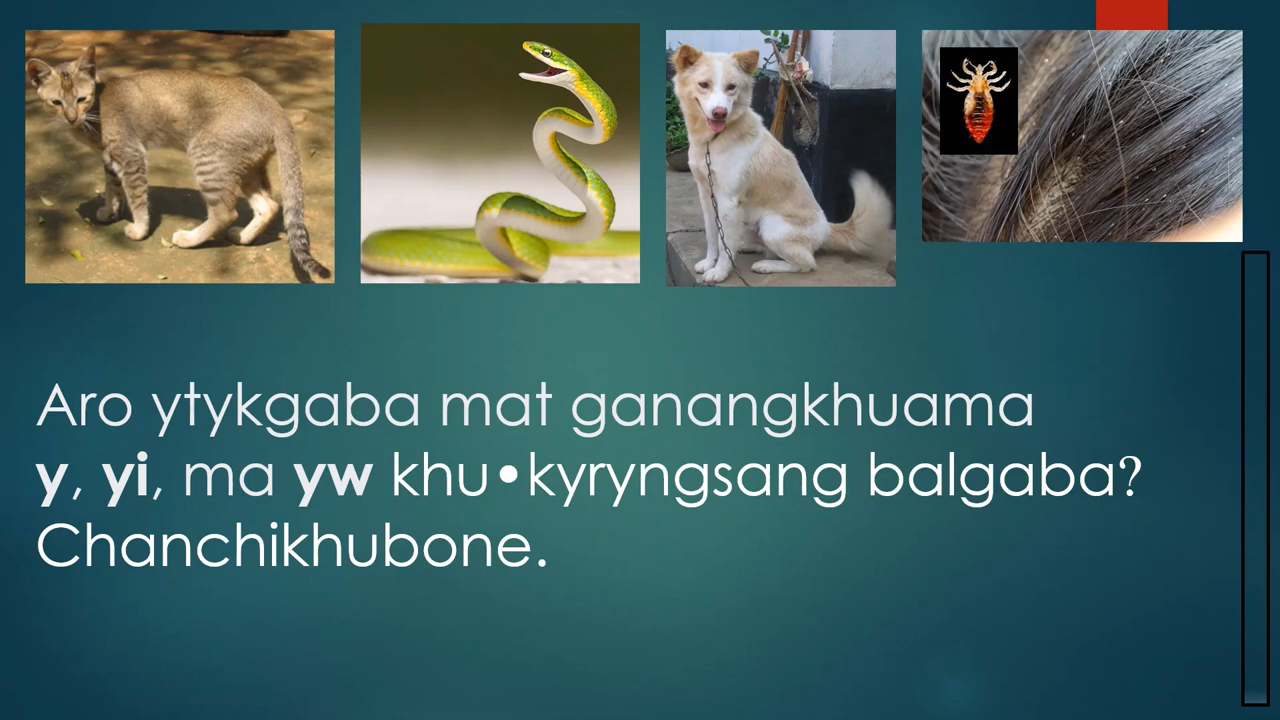 Aro ytykgaba mat ganangkhuama
y, yi, ma yw khu•kyryngsang balgaba?
Chanchikhubone.